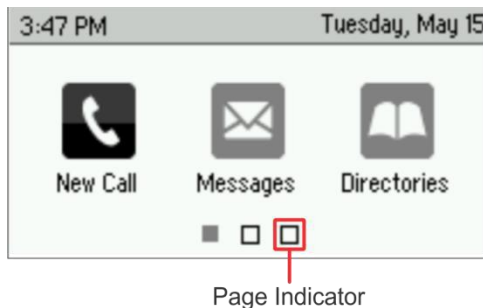 3:47 PM Tuesday, May 15
New Call Messages Directories
Page Indicator